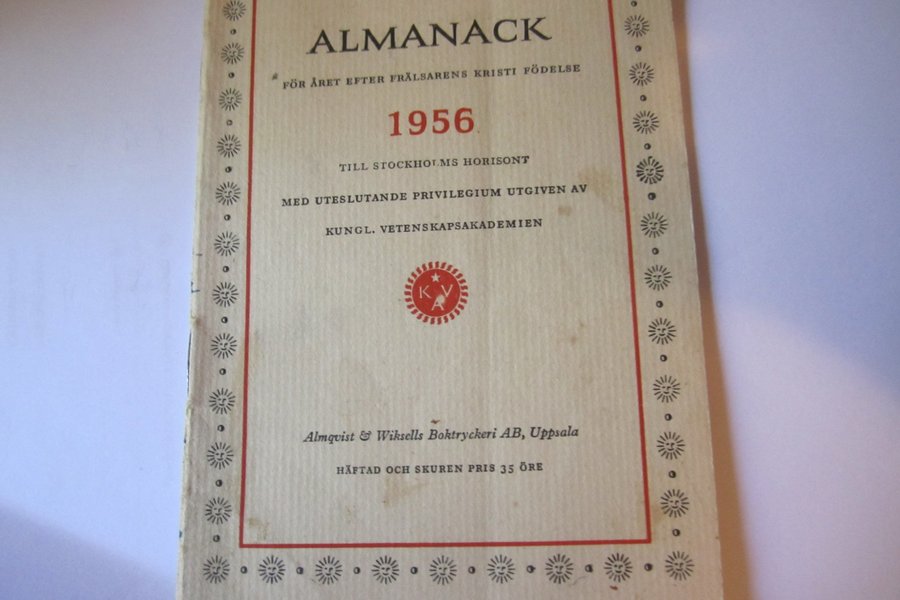 ALMANACK
FÖR ÅRET EFTER FRÄLSARENS KRISTI FÖDELSE
1956
TILL STOCKHOLMS HORISONT
MED UTESLUTANDE PRIVILEGIUM UTGIVEN AV
KUNGL. VETENSKAPSAKADEMIEN
K V
A
Almqvist & Wiksells Boktryckeri AB, Uppsala
HÄFTAD OCH SKUREN PRIS 35 ÖRE